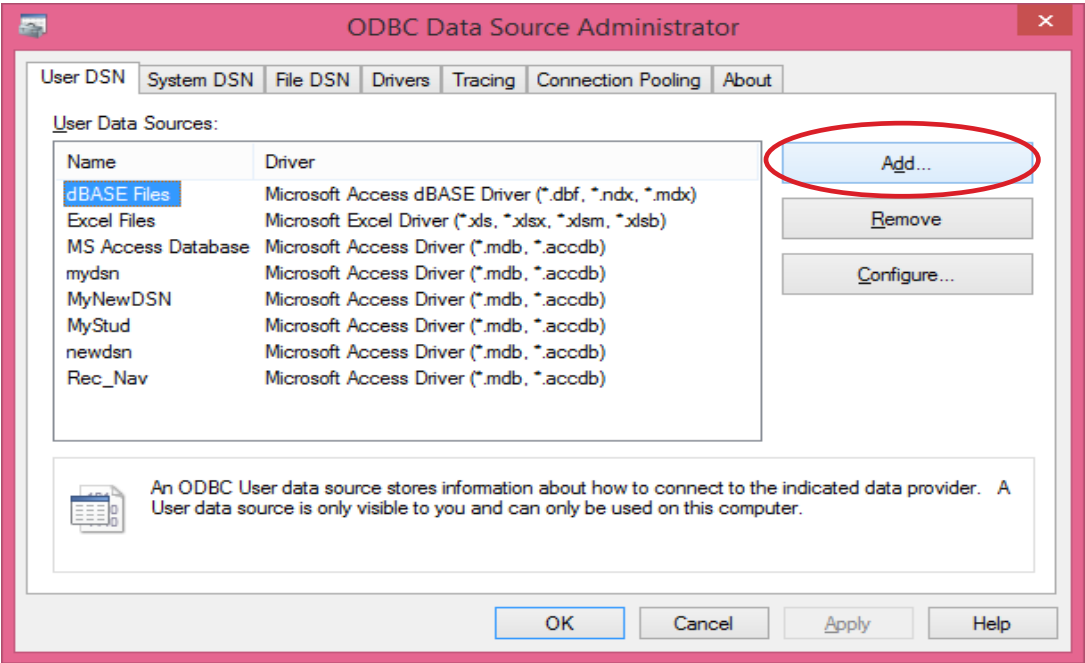 ODBC Data Source Administrator
User DSN System DSN File DSN Drivers Tracing Connection Pooling About
User Data Sources:
Name Driver
dBASE Files Microsoft Access dBASE Driver (*.dbf, *.ndx, *.mdx)
Excel Files Microsoft Excel Driver (*.xls, *.xlsx, *.xlsm, *.xlsb)
MS Access Database Microsoft Access Driver (*.mdb, *.accdb)
mydsn Microsoft Access Driver (*.mdb, *.accdb)
MyNewDSN Microsoft Access Driver (*.mdb, *.accdb)
MyStud Microsoft Access Driver (*.mdb, *.accdb)
newdsn Microsoft Access Driver (*.mdb, *.accdb)
Rec_Nav Microsoft Access Driver (*.mdb, *.accdb)
Add...
Remove
Configure...
An ODBC User data source stores information about how to connect to the indicated data provider. A
User data source is only visible to you and can only be used on this computer.
OK Cancel Apply Help